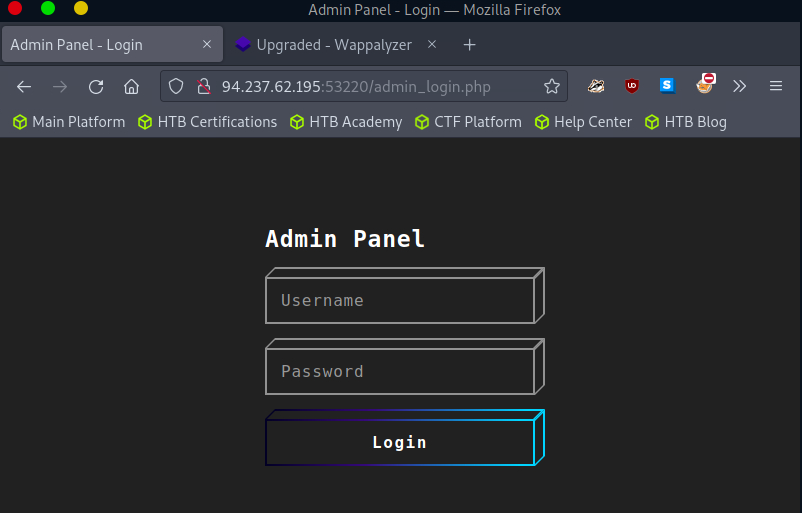 Admin Panel - Login — Mozilla Firefox
Admin Panel - Login × Upgraded - Wappalyzer × +
94.237.62.195:53220/admin_login.php
Main Platform HTB Certifications HTB Academy CTF Platform Help Center HTB Blog
Admin Panel
Username
Password
Login